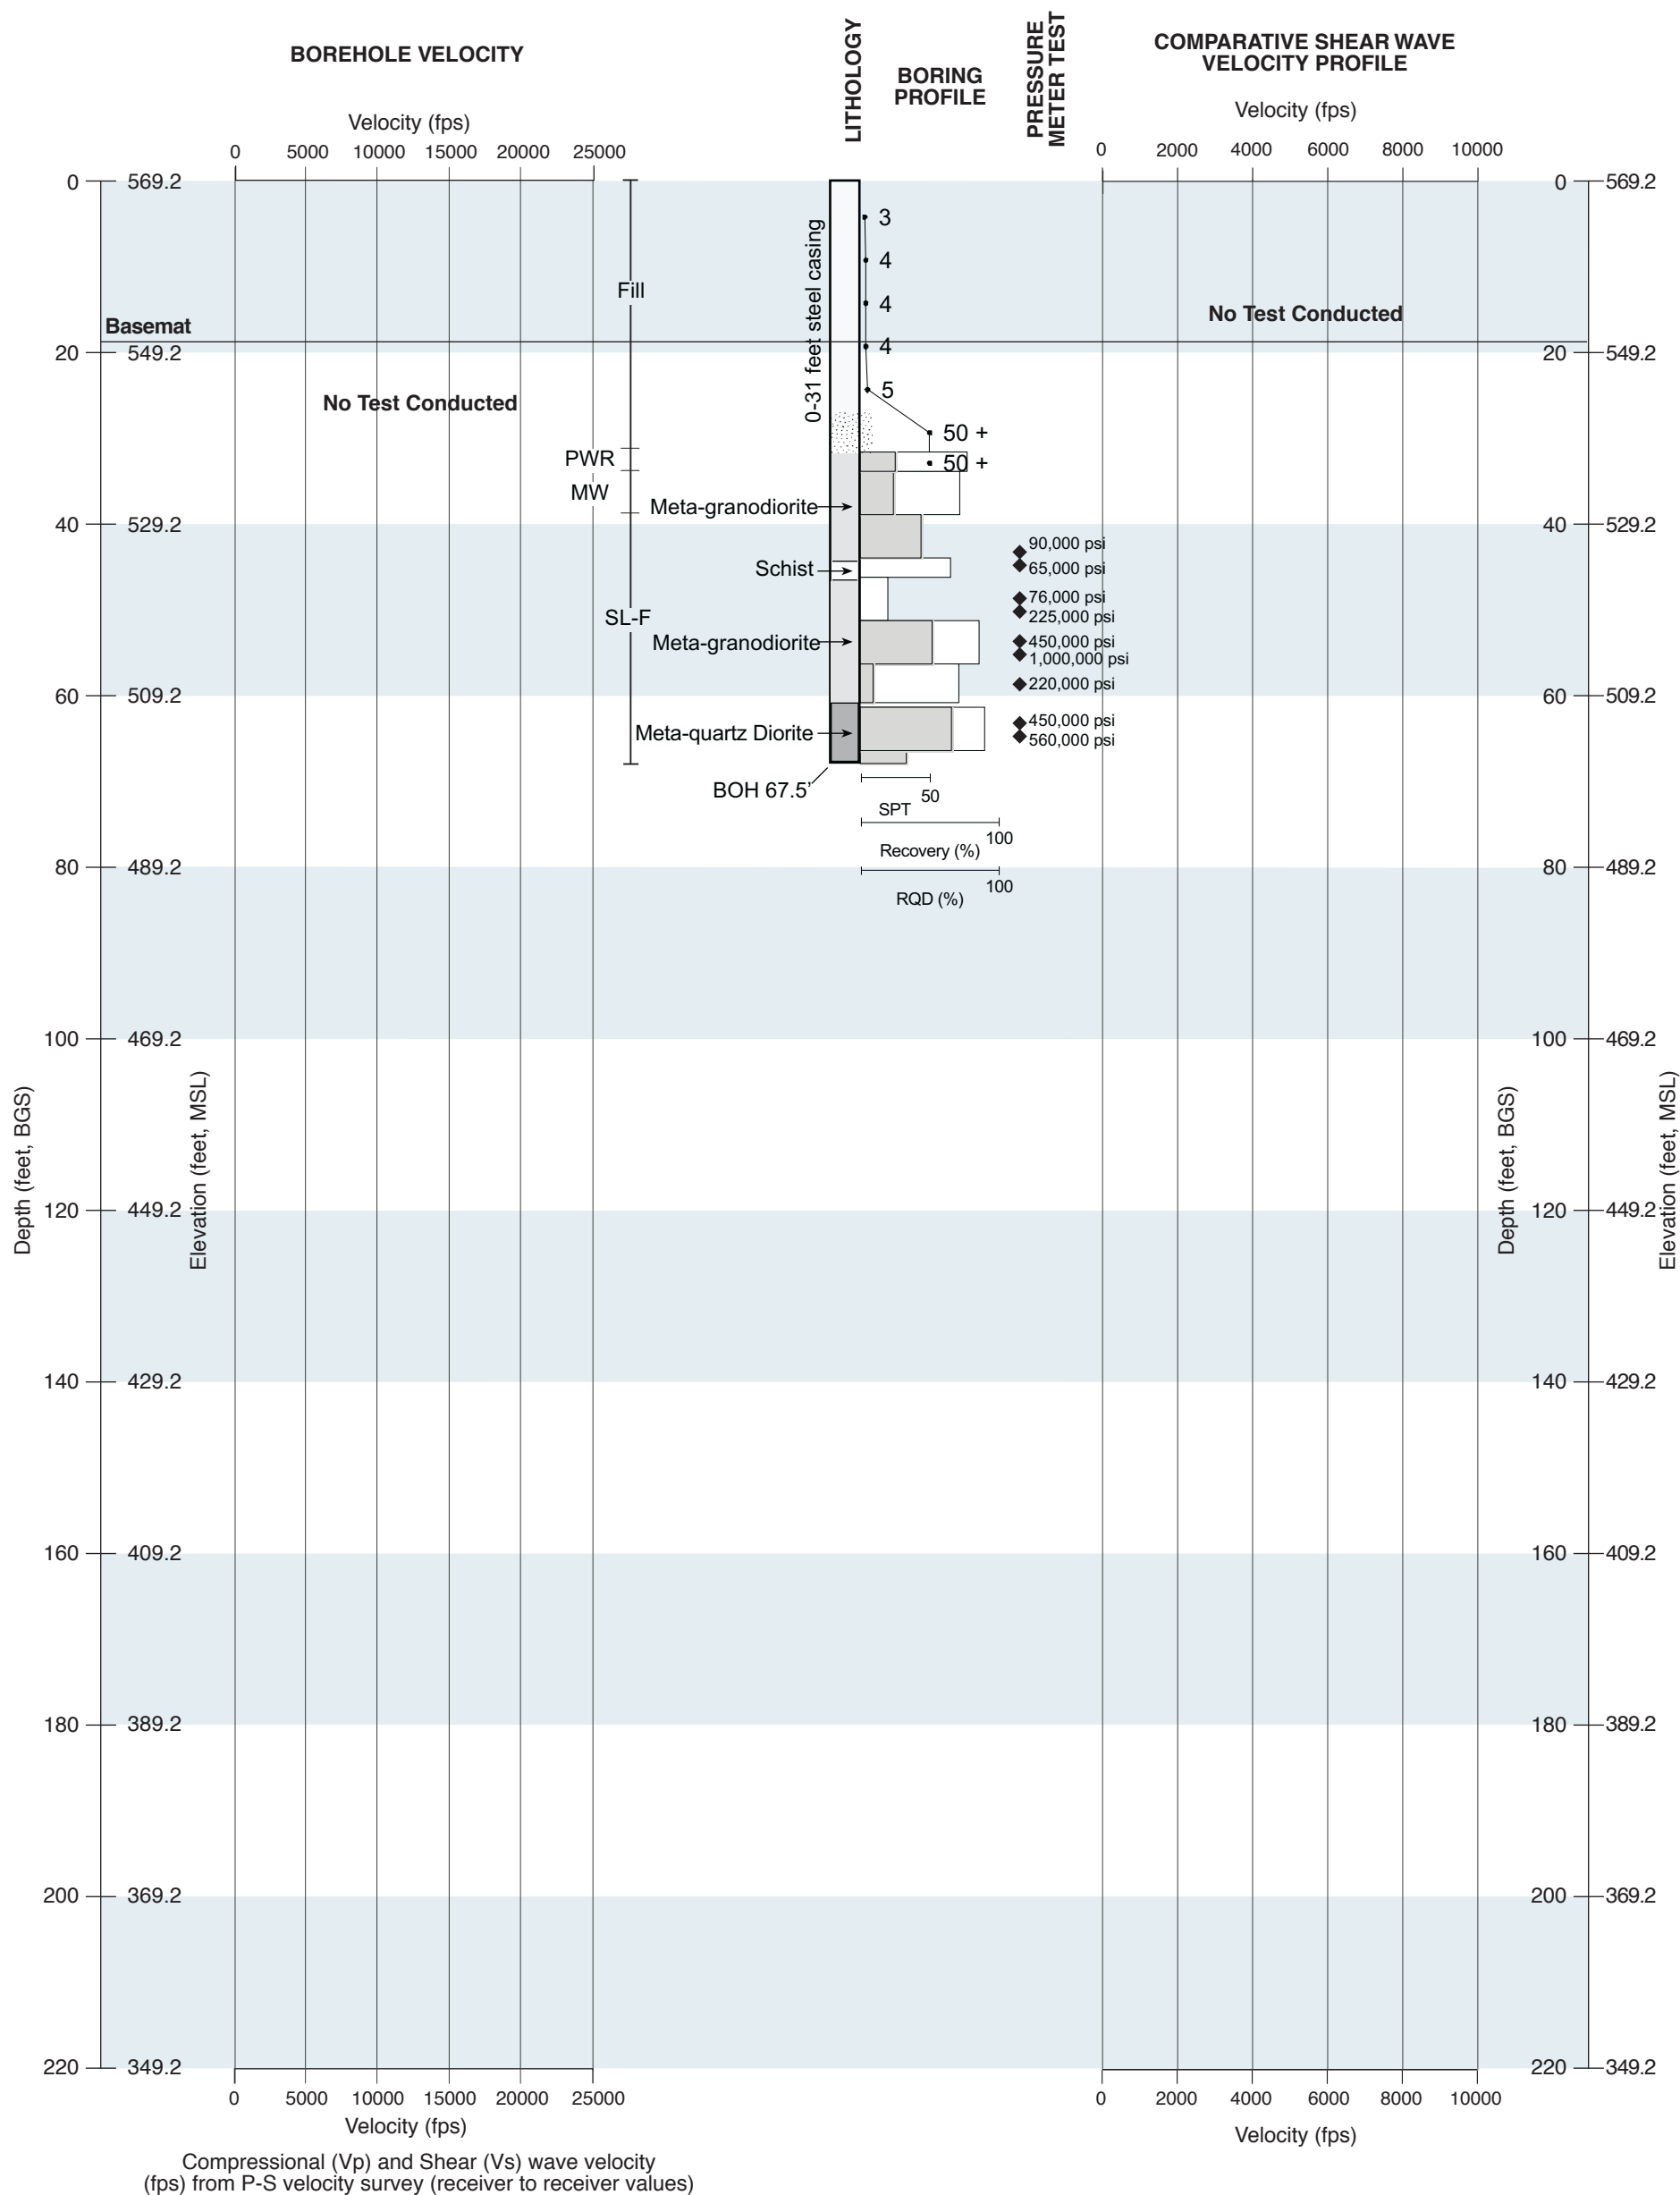 BOREHOLE VELOCITY
Velocity (fps)
0 5000 10000 15000 20000 25000
LITHOLOGY
BORING
PROFILE
PRESSURE
METER TEST
COMPARATIVE SHEAR WAVE
VELOCITY PROFILE
Velocity (fps)
0 2000 4000 6000 8000 10000
0 569.2
Basemat
20 549.2
40 529.2
60 509.2
80 489.2
100 469.2
120 449.2
140 429.2
160 409.2
180 389.2
200 369.2
220 349.2
Depth (feet, BGS)
Elevation (feet, MSL)
No Test Conducted
Fill
PWR
MW
SL-F
0-31 feet steel casing
Meta-granodiorite
Schist
Meta-granodiorite
Meta-quartz Diorite
BOH 67.5'
3
4
4
4
5
50 +
50 +
50
SPT
100
Recovery (%)
100
RQD (%)
90,000 psi
65,000 psi
76,000 psi
225,000 psi
450,000 psi
1,000,000 psi
220,000 psi
450,000 psi
560,000 psi
No Test Conducted
0 569.2
20 549.2
40 529.2
60 509.2
80 489.2
100 469.2
120 449.2
140 429.2
160 409.2
180 389.2
200 369.2
220 349.2
Depth (feet, BGS)
Elevation (feet, MSL)
0 5000 10000 15000 20000 25000
Velocity (fps)
0 2000 4000 6000 8000 10000
Velocity (fps)
Compressional (Vp) and Shear (Vs) wave velocity
(fps) from P-S velocity survey (receiver to receiver values)